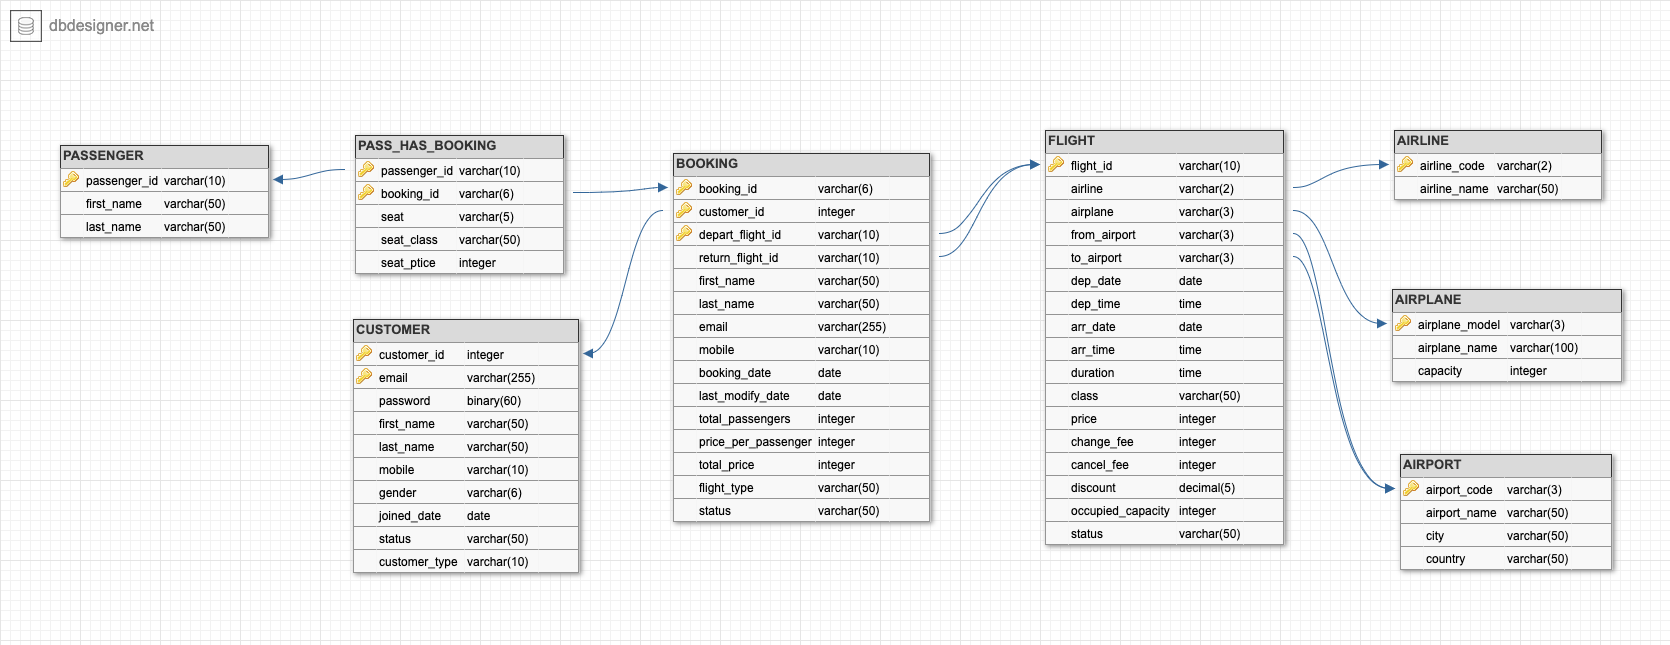 dbdesigner.net
PASSENGER
passenger_id varchar(10)
first_name varchar(50)
last_name varchar(50)
PASS_HAS_BOOKING
passenger_id varchar(10)
booking_id varchar(6)
seat varchar(5)
seat_class varchar(50)
seat_ptice integer
CUSTOMER
customer_id integer
email varchar(255)
password binary(60)
first_name varchar(50)
last_name varchar(50)
mobile varchar(10)
gender varchar(6)
joined_date date
status varchar(50)
customer_type varchar(10)
BOOKING
booking_id varchar(6)
customer_id integer
depart_flight_id varchar(10)
return_flight_id varchar(10)
first_name varchar(50)
last_name varchar(50)
email varchar(255)
mobile varchar(10)
booking_date date
last_modify_date date
total_passengers integer
price_per_passenger integer
total_price integer
flight_type varchar(50)
status varchar(50)
FLIGHT
flight_id varchar(10)
airline varchar(2)
airplane varchar(3)
from_airport varchar(3)
to_airport varchar(3)
dep_date date
dep_time time
arr_date date
arr_time time
duration time
class varchar(50)
price integer
change_fee integer
cancel_fee integer
discount decimal(5)
occupied_capacity integer
status varchar(50)
AIRLINE
airline_code varchar(2)
airline_name varchar(50)
AIRPLANE
airplane_model varchar(3)
airplane_name varchar(100)
capacity integer
AIRPORT
airport_code varchar(3)
airport_name varchar(50)
city varchar(50)
country varchar(50)